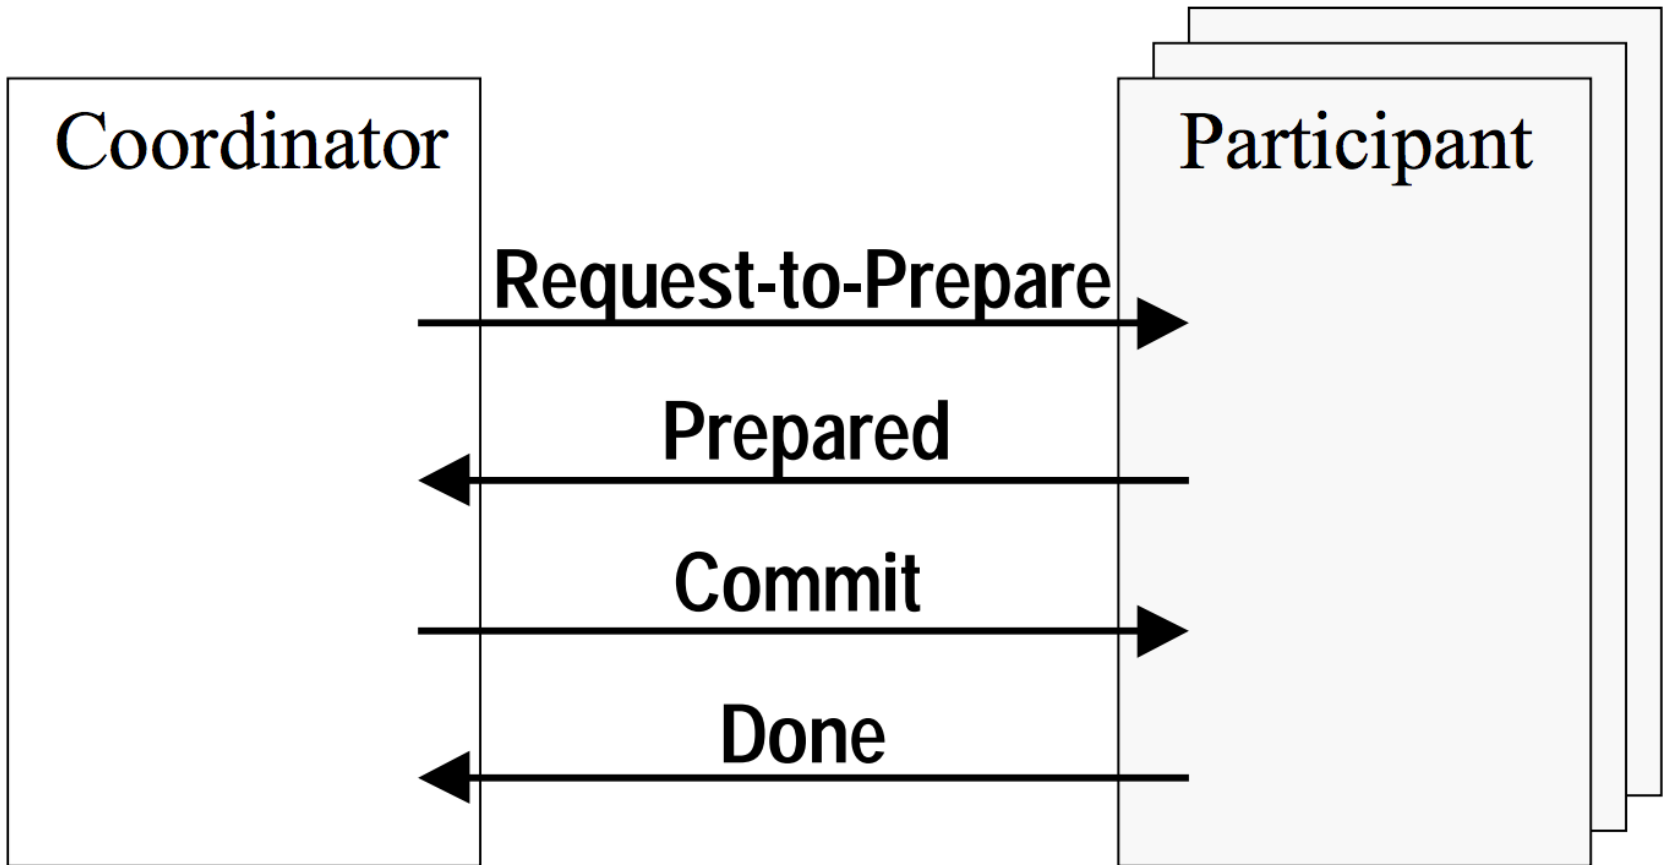 Coordinator
Participant
Request-to-Prepare
Prepared
Commit
Done